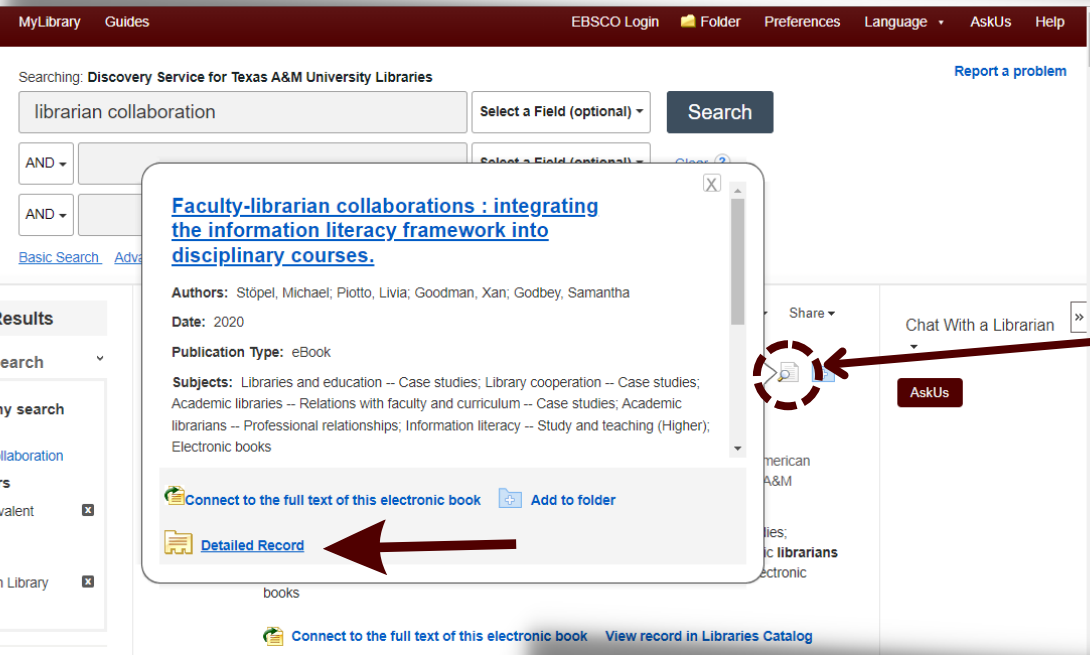 MyLibrary Guides EBSCO Login Folder Preferences Language AskUs Help
Searching: Discovery Service for Texas A&M University Libraries Report a problem
librarian collaboration Select a Field (optional) Search
AND Select a Field (optional) Clear ?
AND
Basic Search
X
Faculty-librarian collaborations : integrating
the information literacy framework into
disciplinary courses.
Authors: Stöpel, Michael; Piotto, Livia; Goodman, Xan; Godbey, Samantha
Date: 2020
Publication Type: eBook
Subjects: Libraries and education -- Case studies; Library cooperation -- Case studies;
Academic libraries -- Relations with faculty and curriculum -- Case studies; Academic
librarians -- Professional relationships; Information literacy -- Study and teaching (Higher);
Electronic books
Connect to the full text of this electronic book Add to folder
Detailed Record
esults
earch
y search
llaboration
rs
valent x
Library x
Share
Chat With a Librarian »
AskUs
merican
A&M
lies;
ic librarians
ectronic
books
Connect to the full text of this electronic book View record in Libraries Catalog